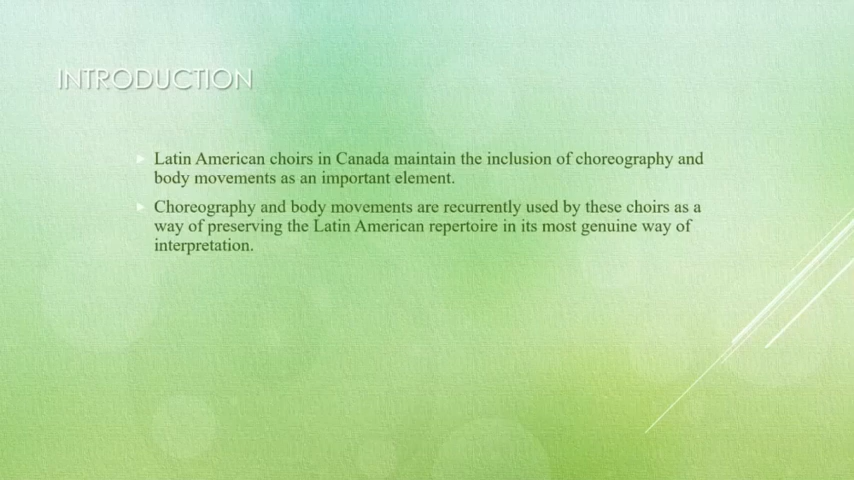 INTRODUCTION
Latin American choirs in Canada maintain the inclusion of choreography and
body movements as an important element.
Choreography and body movements are recurrently used by these choirs as a
way of preserving the Latin American repertoire in its most genuine way of
interpretation.